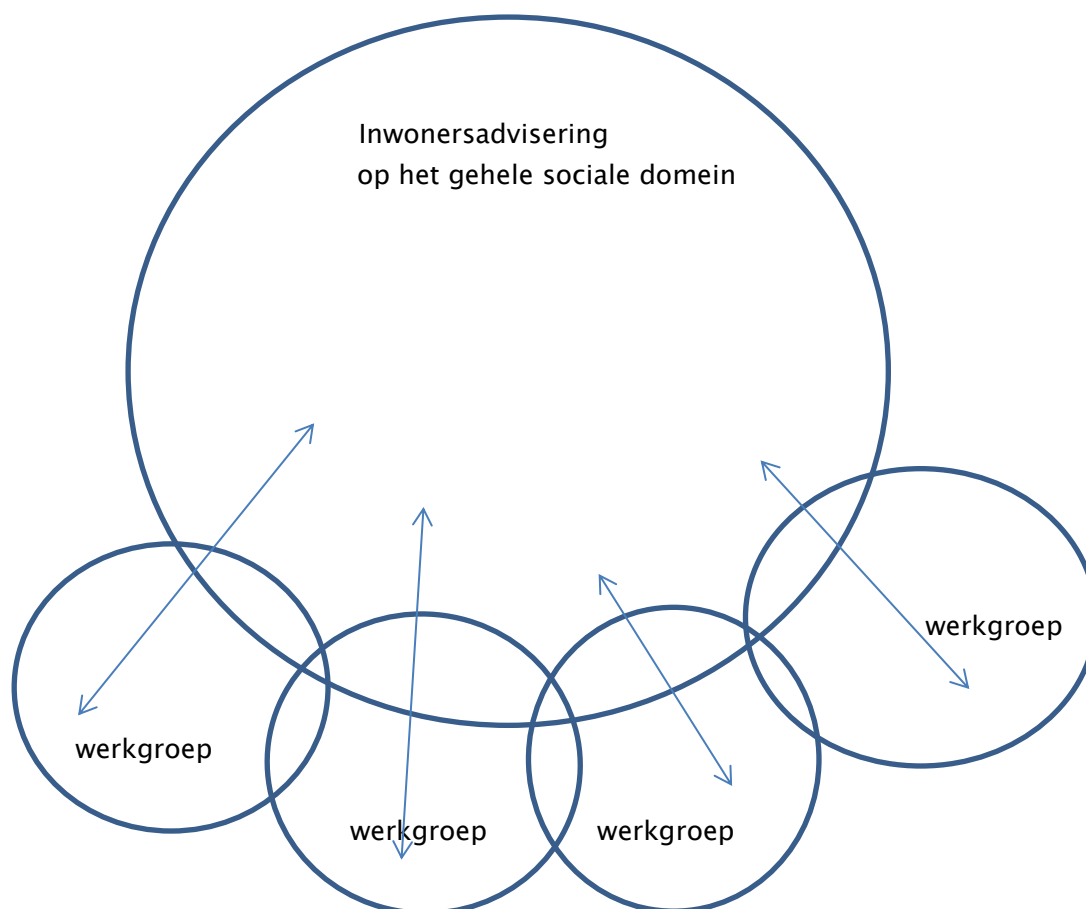 Inwonersadvisering
op het gehele sociale domein
werkgroep
werkgroep
werkgroep
werkgroep